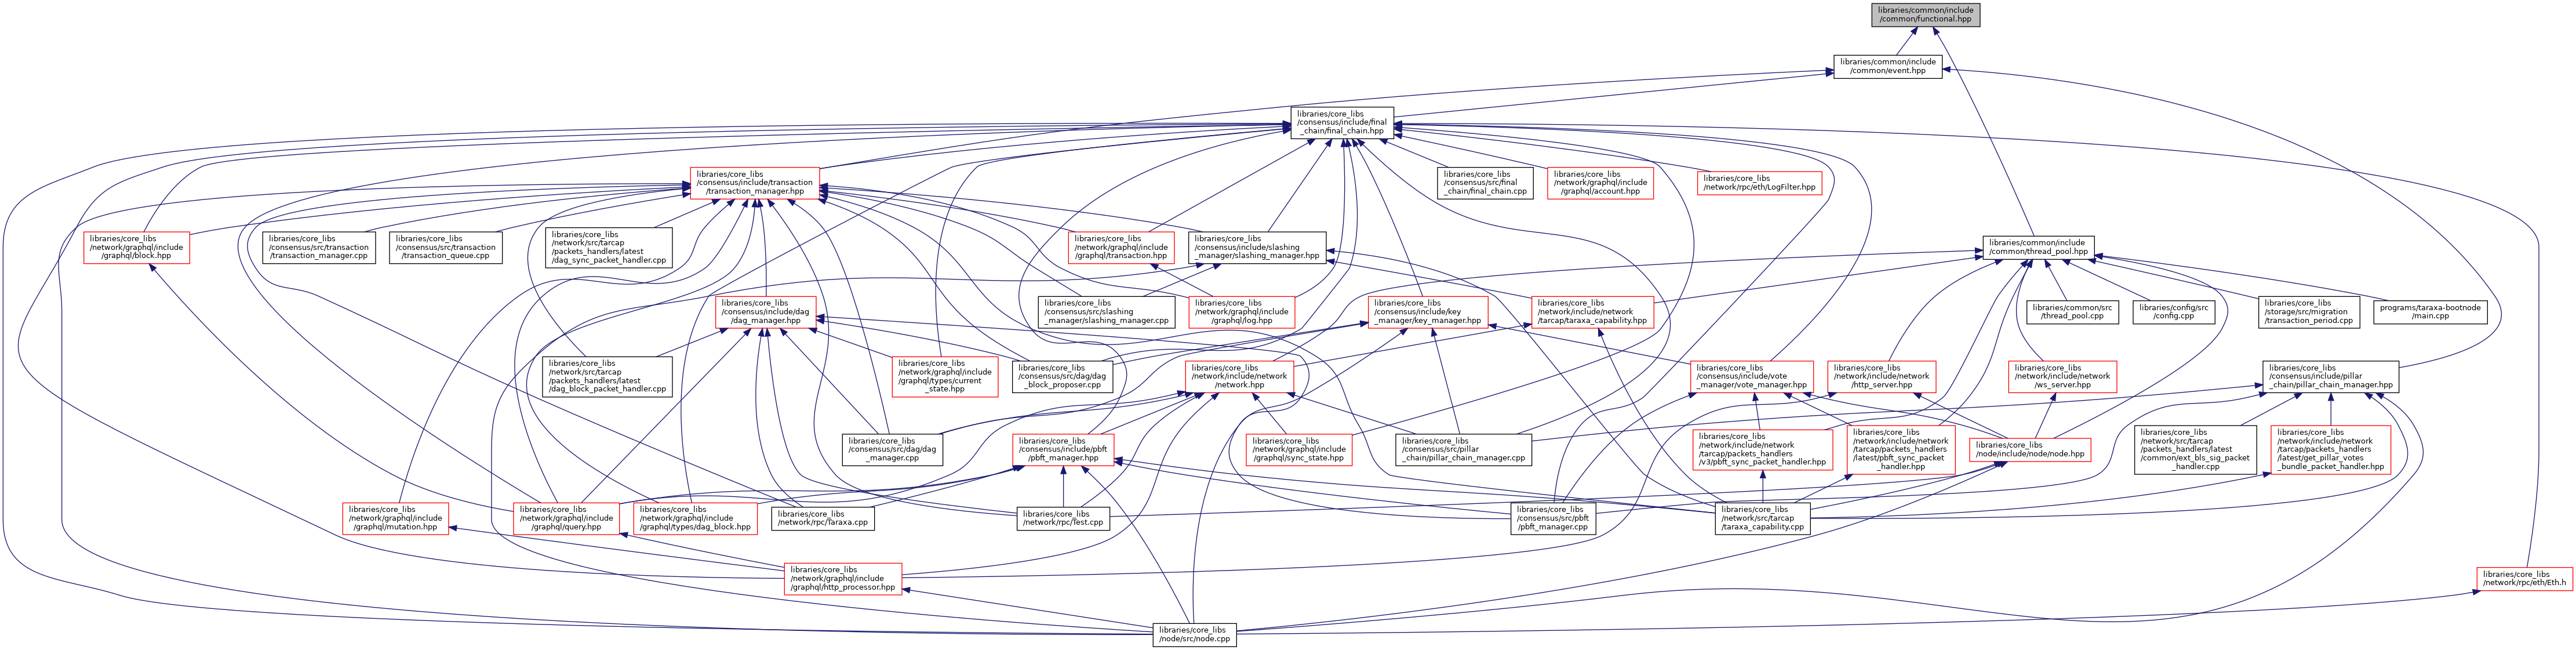 libraries/common/include
/common/functional.hpp
libraries/common/include
/common/event.hpp
libraries/core_libs
/consensus/include/final
_chain/final_chain.hpp
libraries/core_libs
/consensus/include/transaction
/transaction_manager.hpp
libraries/core_libs
/consensus/src/final
_chain/final_chain.cpp
libraries/core_libs
/network/graphql/include
/graphql/account.hpp
libraries/core_libs
/network/rpc/eth/LogFilter.hpp
libraries/core_libs
/network/graphql/include
/graphql/block.hpp
libraries/core_libs
/consensus/src/transaction
/transaction_manager.cpp
libraries/core_libs
/consensus/src/transaction
/transaction_queue.cpp
libraries/core_libs
/network/src/tarcap
/packets_handlers/latest
/dag_sync_packet_handler.cpp
libraries/core_libs
/network/graphql/include
/graphql/transaction.hpp
libraries/core_libs
/consensus/include/slashing
_manager/slashing_manager.hpp
libraries/common/include
/common/thread_pool.hpp
libraries/core_libs
/consensus/include/dag
/dag_manager.hpp
libraries/core_libs
/consensus/src/slashing
_manager/slashing_manager.cpp
libraries/core_libs
/network/graphql/include
/graphql/log.hpp
libraries/core_libs
/consensus/include/key
_manager/key_manager.hpp
libraries/core_libs
/network/include/network
/tarcap/taraxa_capability.hpp
libraries/common/src
/thread_pool.cpp
libraries/config/src
/config.cpp
libraries/core_libs
/storage/src/migration
/transaction_period.cpp
programs/taraxa-bootnode
/main.cpp
libraries/core_libs
/network/src/tarcap
/packets_handlers/latest
/dag_block_packet_handler.cpp
libraries/core_libs
/network/graphql/include
/graphql/types/current
_state.hpp
libraries/core_libs
/consensus/src/dag/dag
_block_proposer.cpp
libraries/core_libs
/network/include/network
/network.hpp
libraries/core_libs
/consensus/include/vote
_manager/vote_manager.hpp
libraries/core_libs
/network/include/network
/http_server.hpp
libraries/core_libs
/network/include/network
/ws_server.hpp
libraries/core_libs
/consensus/include/pillar
_chain/pillar_chain_manager.hpp
libraries/core_libs
/consensus/src/dag/dag
_manager.cpp
libraries/core_libs
/consensus/include/pbft
/pbft_manager.hpp
libraries/core_libs
/network/graphql/include
/graphql/sync_state.hpp
libraries/core_libs
/consensus/src/pillar
_chain/pillar_chain_manager.cpp
libraries/core_libs
/network/include/network
/tarcap/packets_handlers
/v3/pbft_sync_packet_handler.hpp
libraries/core_libs
/network/include/network
/tarcap/packets_handlers
/latest/pbft_sync_packet
_handler.hpp
libraries/core_libs
/node/include/node/node.hpp
libraries/core_libs
/network/src/tarcap
/packets_handlers/latest
/common/ext_bls_sig_packet
_handler.cpp
libraries/core_libs
/network/include/network
/tarcap/packets_handlers
/latest/get_pillar_votes
_bundle_packet_handler.hpp
libraries/core_libs
/network/graphql/include
/graphql/mutation.hpp
libraries/core_libs
/network/graphql/include
/graphql/query.hpp
libraries/core_libs
/network/graphql/include
/graphql/types/dag_block.hpp
libraries/core_libs
/network/rpc/Taraxa.cpp
libraries/core_libs
/network/rpc/Test.cpp
libraries/core_libs
/consensus/src/pbft
/pbft_manager.cpp
libraries/core_libs
/network/src/tarcap
/taraxa_capability.cpp
libraries/core_libs
/network/graphql/include
/graphql/http_processor.hpp
libraries/core_libs
/network/rpc/eth/Eth.h
libraries/core_libs
/node/src/node.cpp